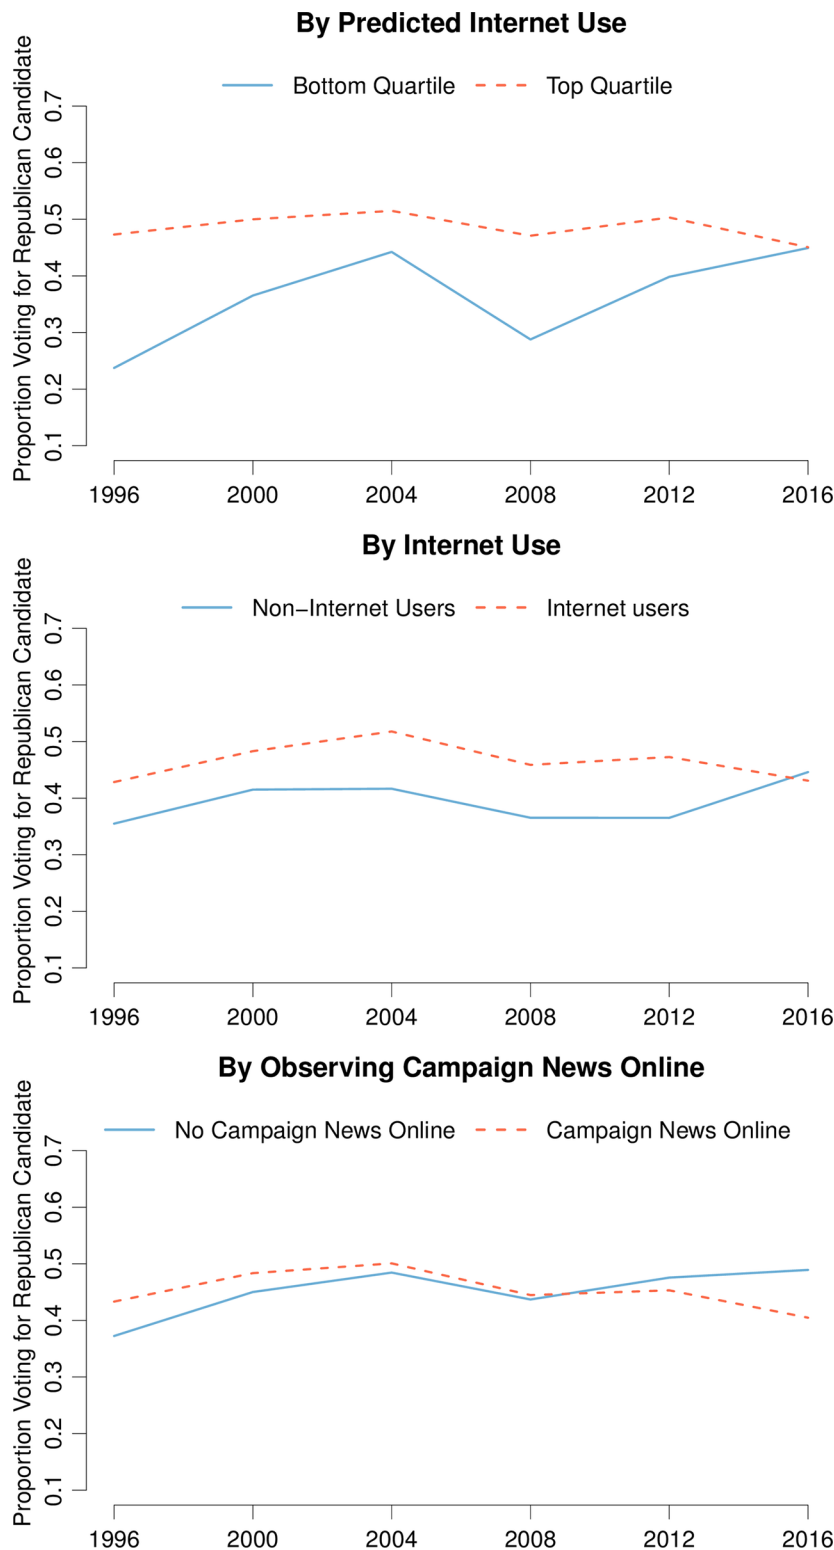 By Predicted Internet Use
Bottom Quartile Top Quartile
Proportion Voting for Republican Candidate
0.7
0.6
0.5
0.4
0.3
0.2
0.1
1996 2000 2004 2008 2012 2016
By Internet Use
Non−Internet Users Internet users
Proportion Voting for Republican Candidate
0.7
0.6
0.5
0.4
0.3
0.2
0.1
1996 2000 2004 2008 2012 2016
By Observing Campaign News Online
No Campaign News Online Campaign News Online
Proportion Voting for Republican Candidate
0.7
0.6
0.5
0.4
0.3
0.2
0.1
1996 2000 2004 2008 2012 2016